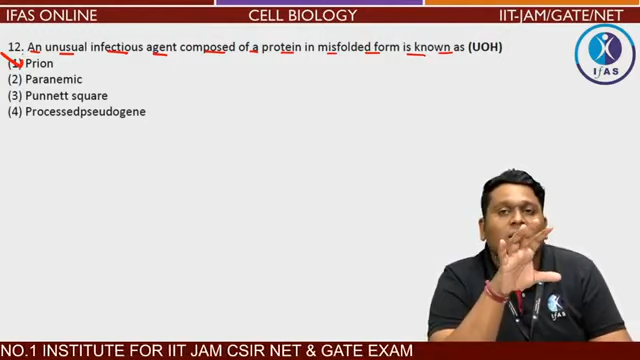 IFAS ONLINE CELL BIOLOGY IIT-JAM/GATE/NET
12. An unusual infectious agent composed of a protein in misfolded form is known as (UOH)
(1) Prion
(2) Paranemic
(3) Punnett square
(4) Processedpseudogene
IFAS
IFAS
NO.1 INSTITUTE FOR IIT JAM CSIR NET & GATE EXAM